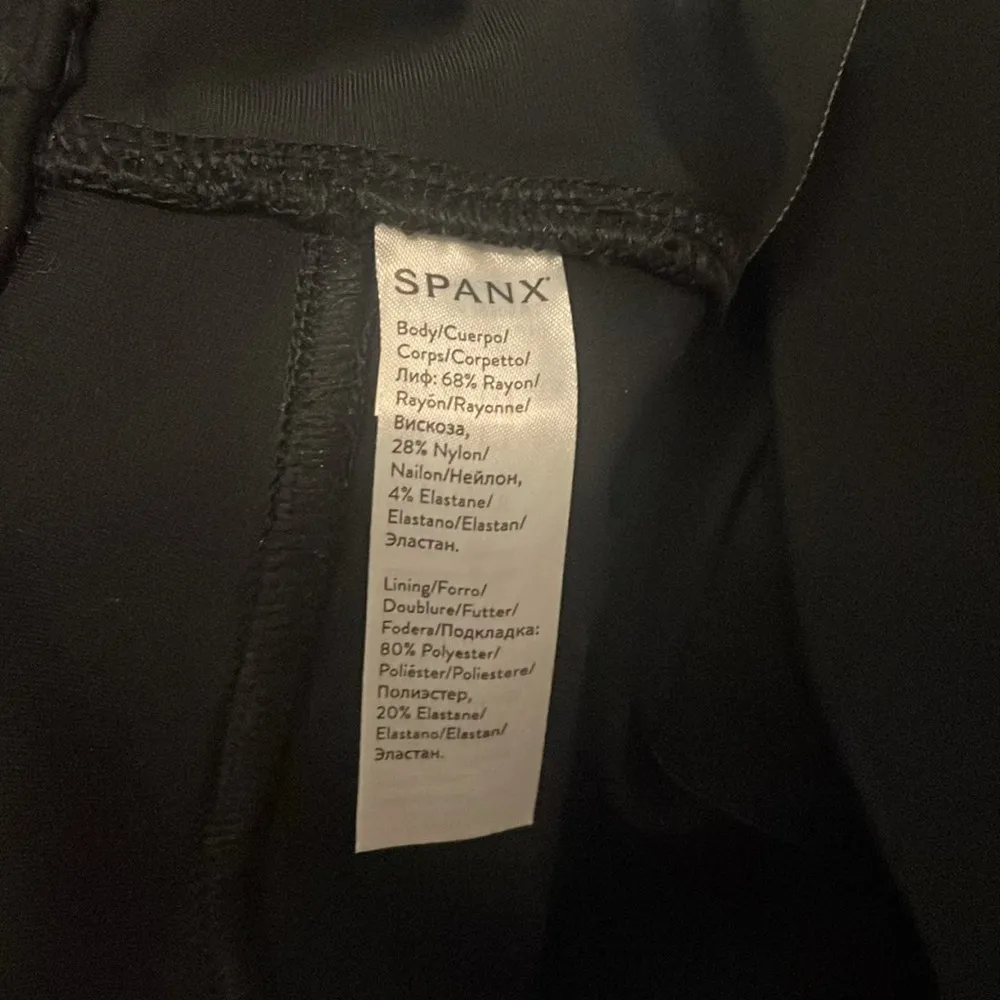 SPANX
Body/Cuerpo/
Corps/Corpetto/
Лиф: 68% Rayon/
Rayón/Rayonne/
Вискоза,
28% Nylon/
Nailon/Нейлон,
4% Elastane/
Elastano/Elastan/
Эластан.
Lining/Forro/
Doublure/Futter/
Fodera/Подкладка:
80% Polyester/
Poliéster/Poliestere/
Полиэстер,
20% Elastane/
Elastano/Elastan/
Эластан.